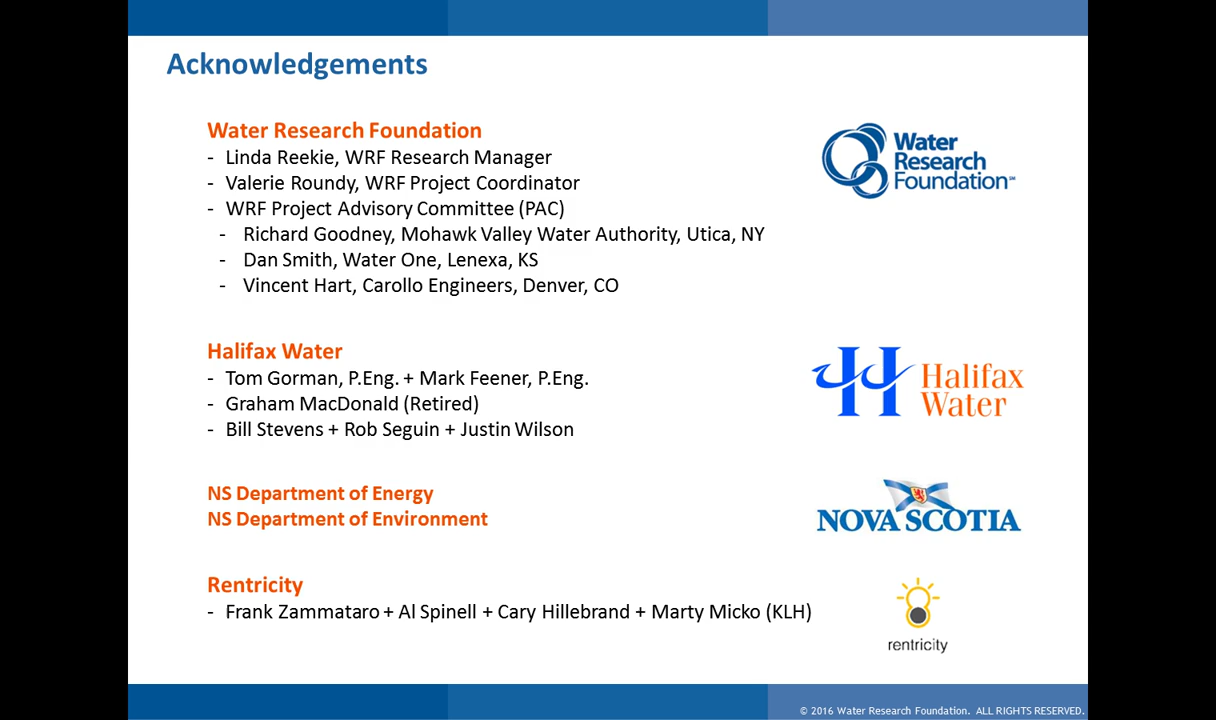 Acknowledgements
Water Research Foundation
- Linda Reekie, WRF Research Manager
- Valerie Roundy, WRF Project Coordinator
- WRF Project Advisory Committee (PAC)
- Richard Goodney, Mohawk Valley Water Authority, Utica, NY
- Dan Smith, Water One, Lenexa, KS
- Vincent Hart, Carollo Engineers, Denver, CO
Water
Research
Foundation℠
Halifax Water
- Tom Gorman, P.Eng. + Mark Feener, P.Eng.
- Graham MacDonald (Retired)
- Bill Stevens + Rob Seguin + Justin Wilson
Halifax
Water
NS Department of Energy
NS Department of Environment
NOVA SCOTIA
Rentricity
- Frank Zammataro + Al Spinell + Cary Hillebrand + Marty Micko (KLH)
rentricity
© 2016 Water Research Foundation. ALL RIGHTS RESERVED.